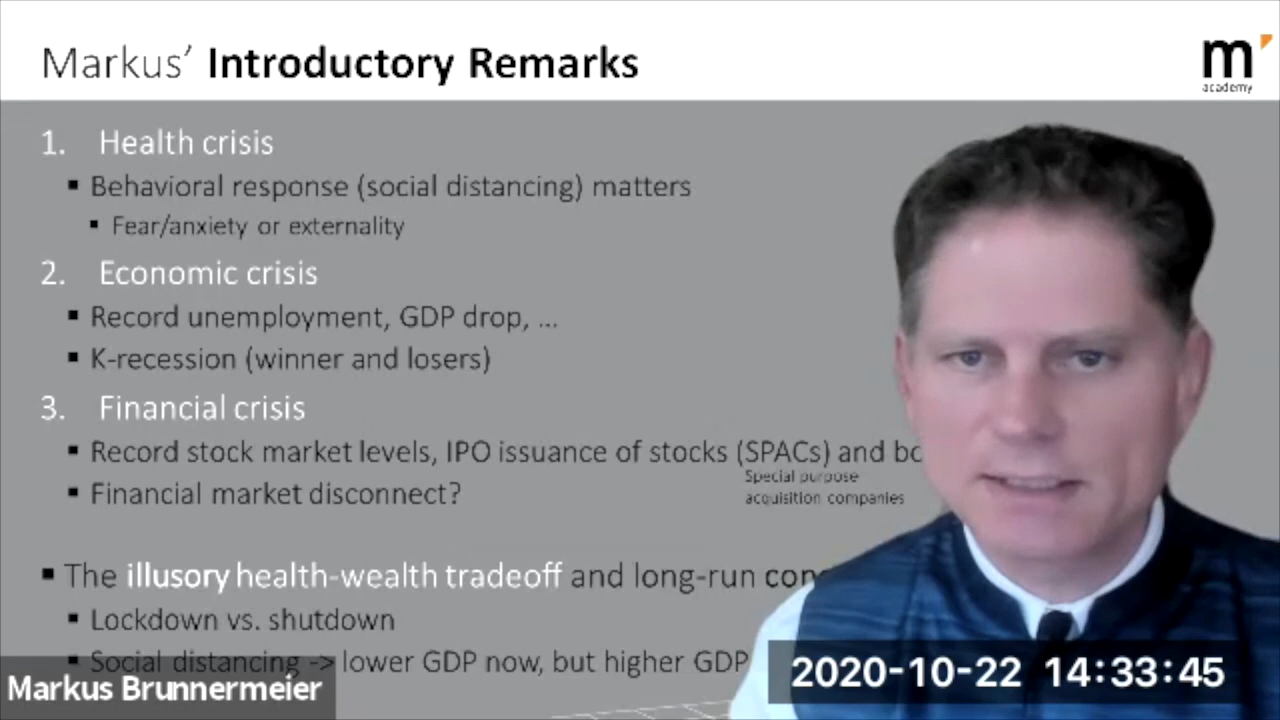 Markus’ Introductory Remarks
m'
academy
1. Health crisis
▪ Behavioral response (social distancing) matters
▪ Fear/anxiety or externality
2. Economic crisis
▪ Record unemployment, GDP drop, …
▪ K-recession (winner and losers)
3. Financial crisis
▪ Record stock market levels, IPO issuance of stocks (SPACs) and
Special purpose
acquisition companies
▪ Financial market disconnect?
▪ The illusory health-wealth tradeoff and long-run
▪ Lockdown vs. shutdown
▪ Social distancing -> lower GDP now, but higher GDP
Markus Brunnermeier
2020-10-22 14:33:45